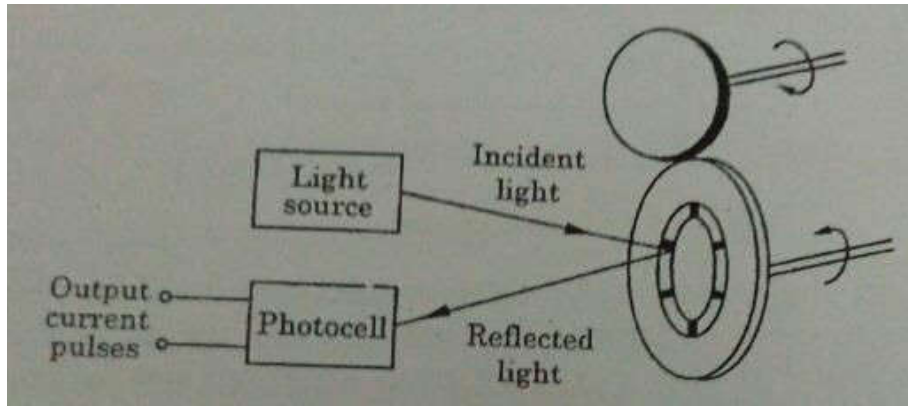 Incident
light
Light
source
Output
current
pulses
Photocell
Reflected
light